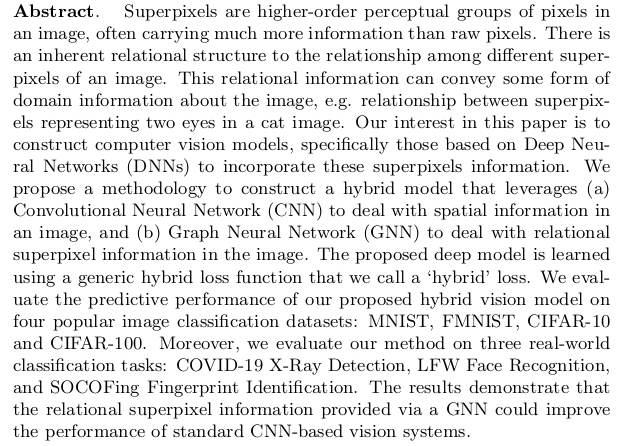 Abstract. Superpixels are higher-order perceptual groups of pixels in
an image, often carrying much more information than raw pixels. There is
an inherent relational structure to the relationship among different super-
pixels of an image. This relational information can convey some form of
domain information about the image, e.g. relationship between superpix-
els representing two eyes in a cat image. Our interest in this paper is to
construct computer vision models, specifically those based on Deep Neu-
ral Networks (DNNs) to incorporate these superpixels information. We
propose a methodology to construct a hybrid model that leverages (a)
Convolutional Neural Network (CNN) to deal with spatial information in
an image, and (b) Graph Neural Network (GNN) to deal with relational
superpixel information in the image. The proposed deep model is learned
using a generic hybrid loss function that we call a ‘hybrid’ loss. We eval-
uate the predictive performance of our proposed hybrid vision model on
four popular image classification datasets: MNIST, FMNIST, CIFAR-10
and CIFAR-100. Moreover, we evaluate our method on three real-world
classification tasks: COVID-19 X-Ray Detection, LFW Face Recognition,
and SOCOFing Fingerprint Identification. The results demonstrate that
the relational superpixel information provided via a GNN could improve
the performance of standard CNN-based vision systems.